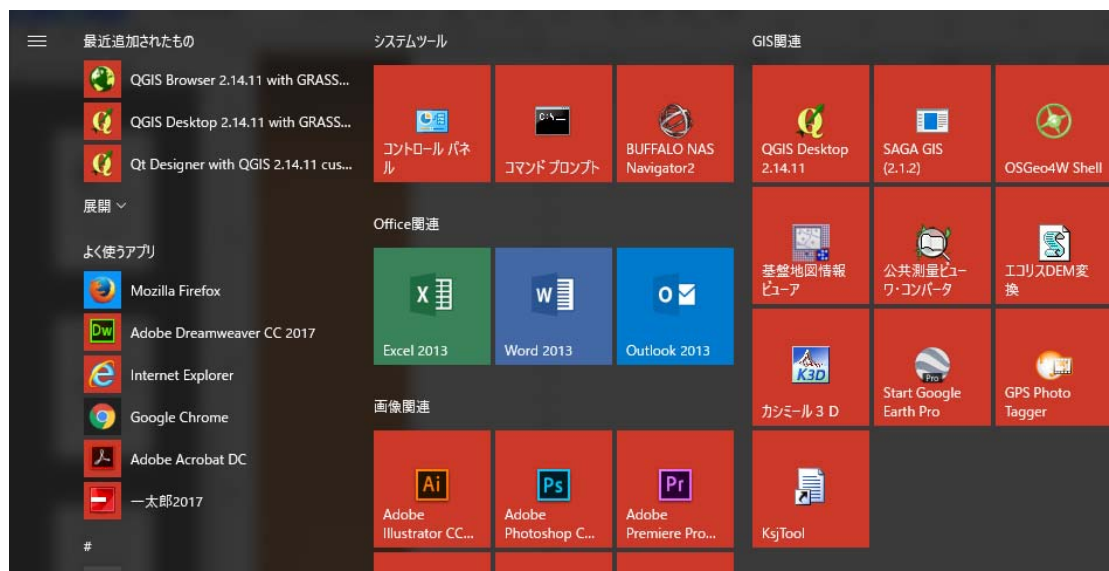 最近追加されたもの
QGIS Browser 2.14.11 with GRASS...
QGIS Desktop 2.14.11 with GRASS...
Qt Designer with QGIS 2.14.11 cus...
展開
よく使うアプリ
Mozilla Firefox
Dw
Adobe Dreamweaver CC 2017
Internet Explorer
Google Chrome
Adobe Acrobat DC
一太郎2017
#
システムツール
コントロール パネ
ル
C:\_
コマンド プロンプト
BUFFALO NAS
Navigator2
Office関連
X
Excel 2013
W
Word 2013
O
Outlook 2013
画像関連
Ai
Adobe
Illustrator CC...
Ps
Adobe
Photoshop C...
Pr
Adobe
Premiere Pro...
GIS関連
QGIS Desktop
2.14.11
SAGA GIS
(2.1.2)
OSGeo4W Shell
基盤地図情報
ビューア
公共測量ビュー
ワ・コンバータ
エコリスDEM変
換
K3D
カシミール3D
Pro
Start Google
Earth Pro
GPS Photo
Tagger
KsjTool